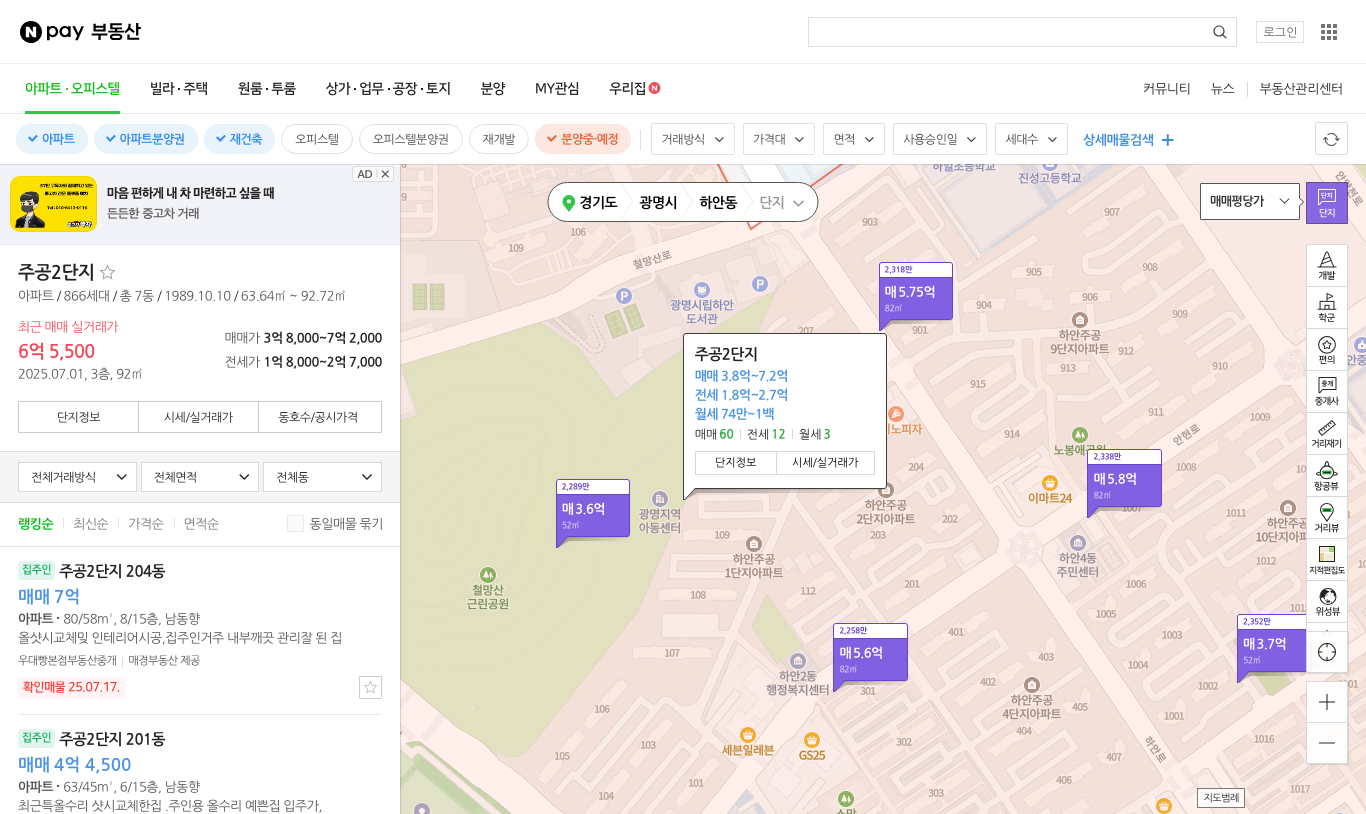 N pay 부동산
로그인
아파트·오피스텔 빌라·주택 원룸·투룸 상가·업무·공장·토지 분양 MY관심 우리집 N
커뮤니티 뉴스 부동산관리센터
아파트 아파트분양권 재건축 오피스텔 오피스텔분양권 재개발 분양중·예정 거래방식 가격대 면적 사용승인일 세대수 상세매물검색
AD
마음 편하게 내 차 마련하고 싶을 때
든든한 중고차 거래
주공2단지
아파트 / 866세대 / 총 7동 / 1989.10.10 / 63.64㎡ ~ 92.72㎡
최근 매매 실거래가
6억 5,500
2025.07.01, 3층, 92㎡
매매가 3억 8,000~7억 2,000
전세가 1억 8,000~2억 7,000
단지정보 시세/실거래가 동호수/공시가격
전체거래방식 전체면적 전체동
랭킹순 최신순 가격순 면적순 동일매물 묶기
집주인 주공2단지 204동
매매 7억
아파트 · 80/58m², 8/15층, 남동향
올샷시교체및 인테리어시공,집주인거주 내부깨끗 관리잘 된 집
우대빵본점부동산중개 매경부동산 제공
확인매물 25.07.17.
집주인 주공2단지 201동
매매 4억 4,500
아파트 · 63/45m², 6/15층, 남동향
최근특올수리 샷시교체한집 .주인용 올수리 예쁜집 입주가,
경기도 광명시 하안동 단지
매매평당가
단지
단지
개발
학군
편의
중개
중개사
거리재기
항공뷰
거리뷰
지적편집도
위성뷰
지도범례
하일초등학교
진성고등학교
안양천로
907
903
109
철망산로
908
910
905
P
P
광명시립하안
도서관
2,318만
매 5.75억
82㎡
901
904
906
하안주공
9단지아파트
910
909
207
915
913
915
914
911
1009
1010
주공2단지
매매 3.8억~7.2억
전세 1.8억~2.7억
월세 74만~1백
매매 60 전세 12 월세 3
단지정보 시세/실거래가
노피자
노봉애공원
안현로
1008
2,338만
매 5.8억
82㎡
1007
이마트24
2,289만
매 3.6억
52㎡
광명지역
아동센터
109
하안주공
2단지아파트
202
203
201
하안주공
1단지아파트
하안4동
주민센터
하안주공
10단지아파트
철망산
근린공원
108
112
1006
1005
1003
1002
1001
107
106
105
103
104
101
2,258만
매 5.6억
82㎡
301
하안2동
행정복지센터
401
403
402
하안주공
4단지아파트
404
405
407
406
302
303
305
2,352만
매 3.7억
52㎡
세븐일레븐
GS25
하안로
1016
1017